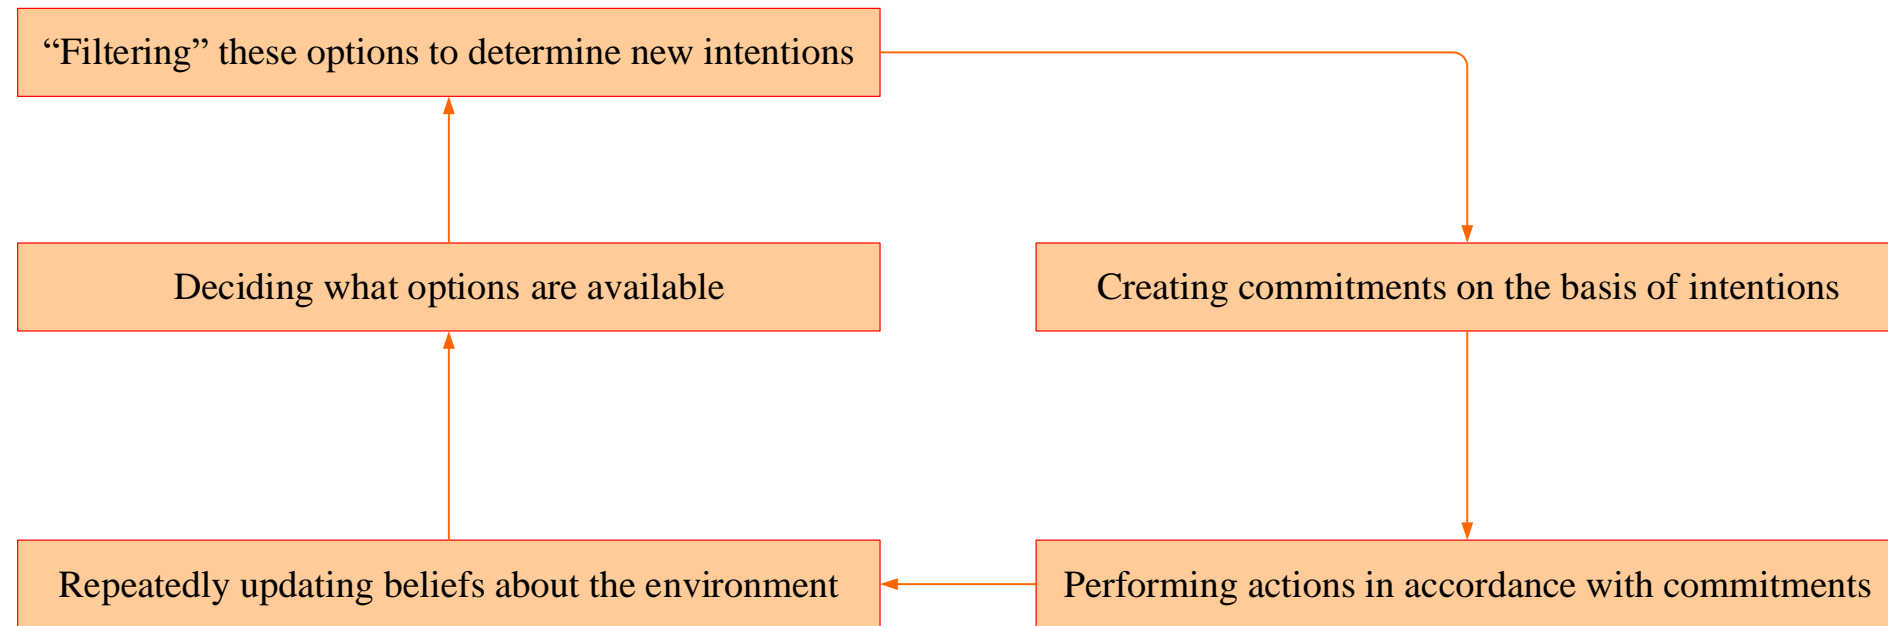 “Filtering” these options to determine new intentions
Deciding what options are available
Creating commitments on the basis of intentions
Repeatedly updating beliefs about the environment
Performing actions in accordance with commitments